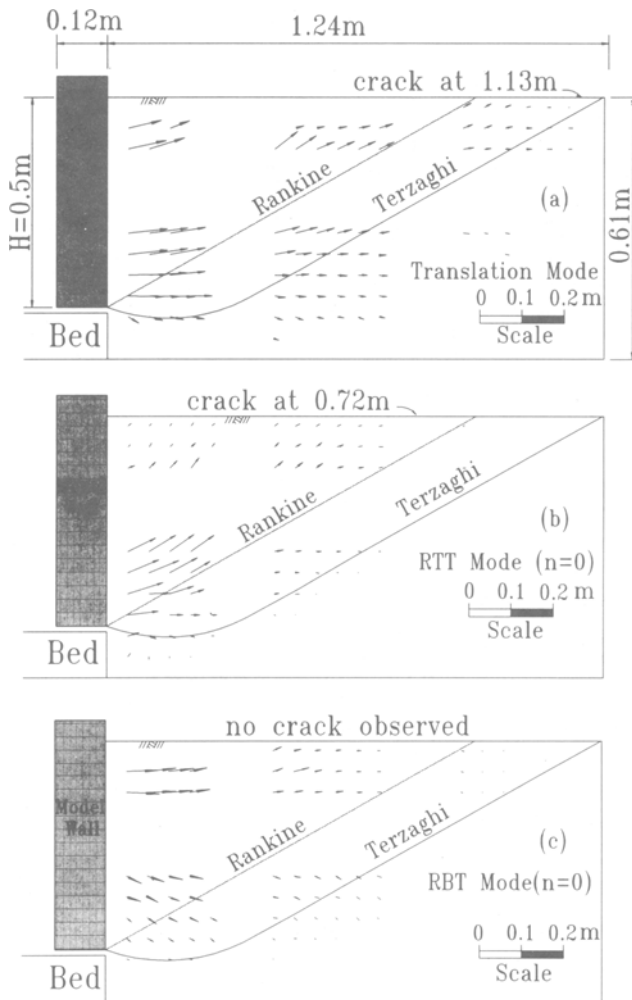 0.12m
1.24m
crack at 1.13m
H=0.5m
Rankine
Terzaghi
(a)
0.61m
Translation Mode
0 0.1 0.2m
Scale
Bed
crack at 0.72m
Rankine
Terzaghi
(b)
RTT Mode (n=0)
0 0.1 0.2m
Scale
Bed
no crack observed
Model
Wall
Rankine
Terzaghi
(c)
RBT Mode(n=0)
0 0.1 0.2m
Scale
Bed